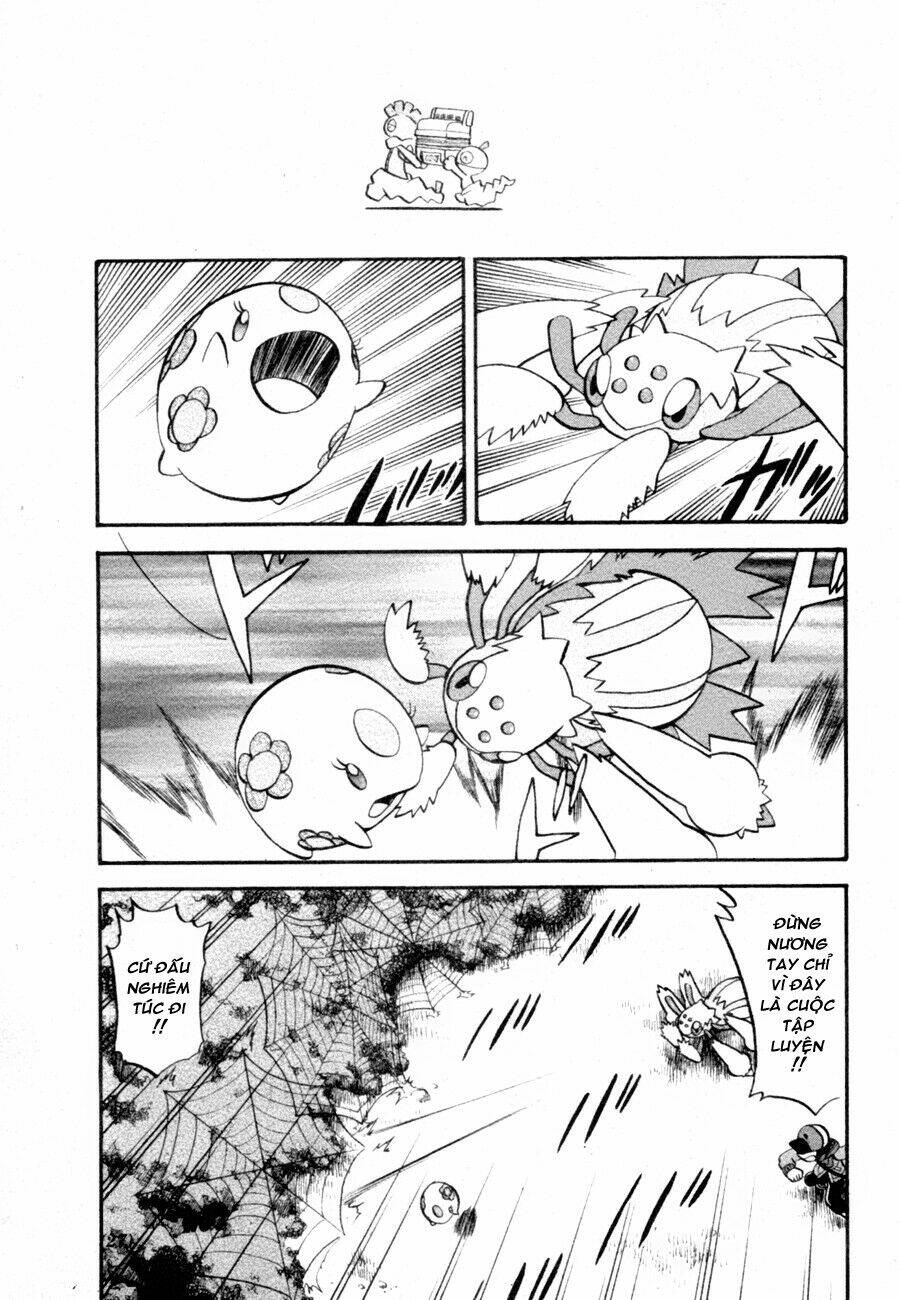 ĐỪNG
NƯƠNG
TAY CHỈ
VÌ ĐÂY
LÀ CUỘC
TẬP
LUYỆN
!!
CỨ ĐẤU
NGHIÊM
TÚC ĐI
!!